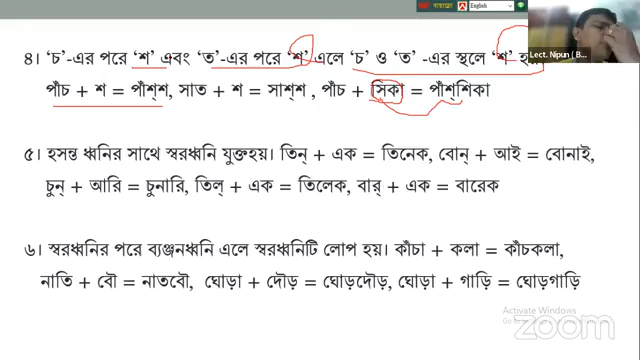 English
Lect. Nipun ( B
৪। ‘চ’-এর পরে ‘শ’ এবং ‘ত’-এর পরে ‘শ’ এলে ‘চ’ ও ‘ত’ -এর স্থলে ‘শ’ হয়
পাঁচ + শ = পাঁশ্শ, সাত + শ = সাশ্শ , পাঁচ + সিকা = পাঁশ্শিকা
৫। হসন্ত ধ্বনির সাথে স্বরধ্বনি যুক্তহয়। তিন্ + এক = তিনেক, বোন্ + আই = বোনাই,
চুন্ + আরি = চুনারি, তিল্ + এক = তিলেক, বার্ + এক = বারেক
৬। স্বরধ্বনির পরে ব্যঞ্জনধ্বনি এলে স্বরধ্বনিটি লোপ হয়। কাঁচা + কলা = কাঁচকলা,
নাতি + বৌ = নাতবৌ, ঘোড়া + দৌড় = ঘোড়দৌড়, ঘোড়া + গাড়ি = ঘোড়গাড়ি
Activate Windows
zoom